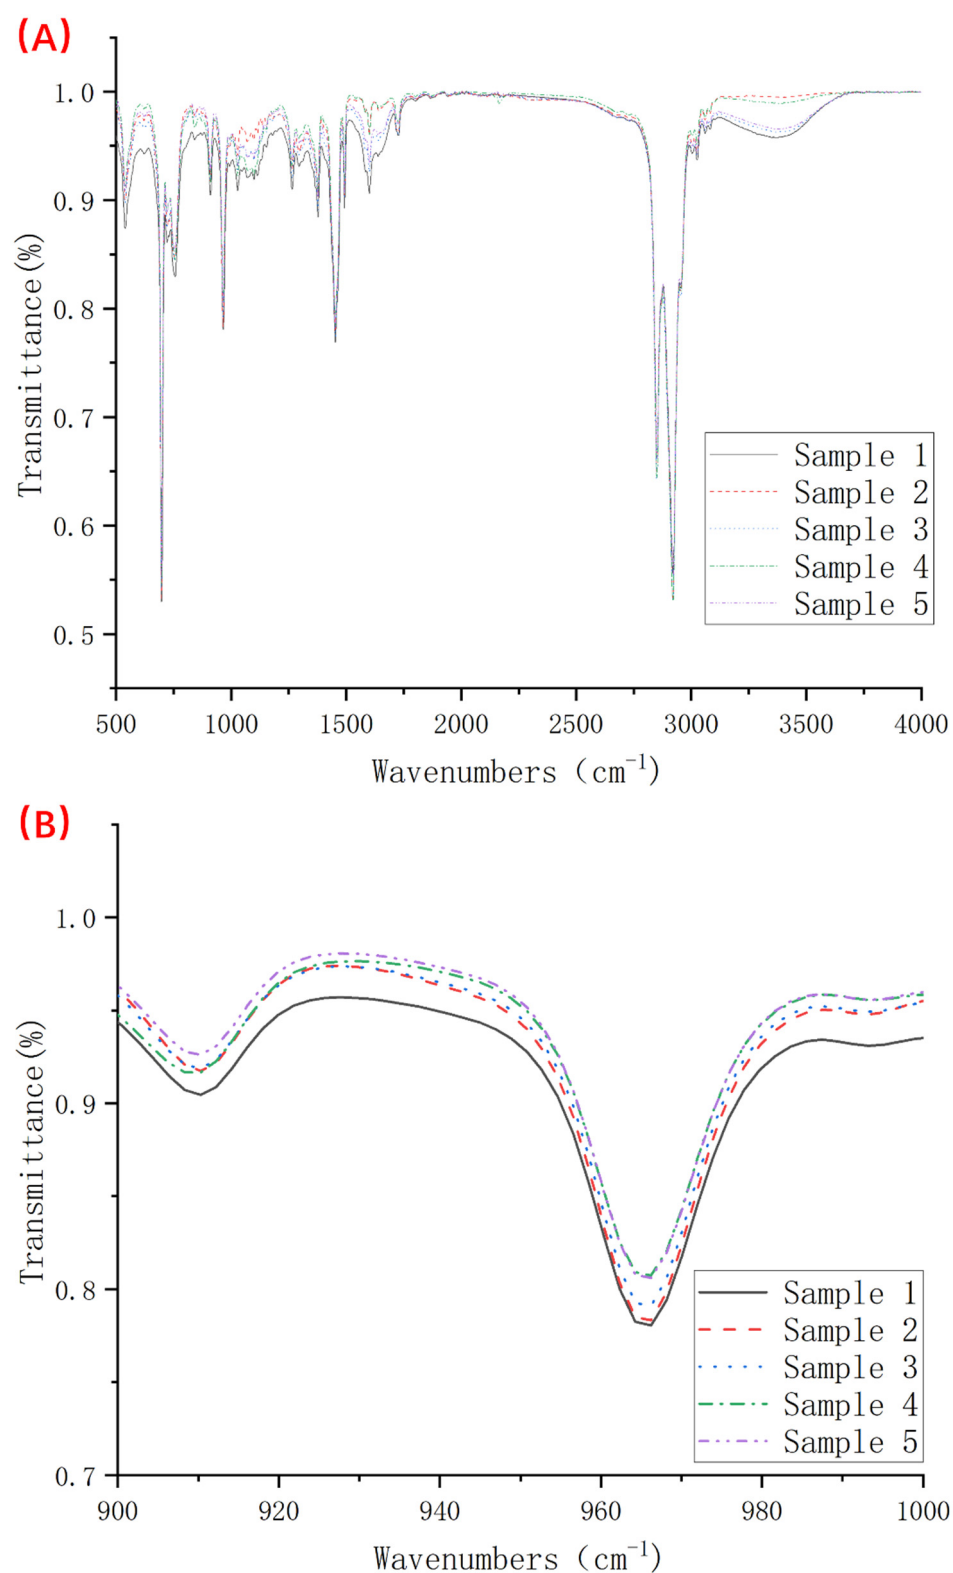 (A)
1.0
0.9
0.8
0.7
0.6
0.5
Transmittance(%)
Sample 1
Sample 2
Sample 3
Sample 4
Sample 5
500 1000 1500 2000 2500 3000 3500 4000
Wavenumbers (cm⁻¹)
(B)
1.0
0.9
0.8
0.7
Transmittance(%)
Sample 1
Sample 2
Sample 3
Sample 4
Sample 5
900 920 940 960 980 1000
Wavenumbers (cm⁻¹)